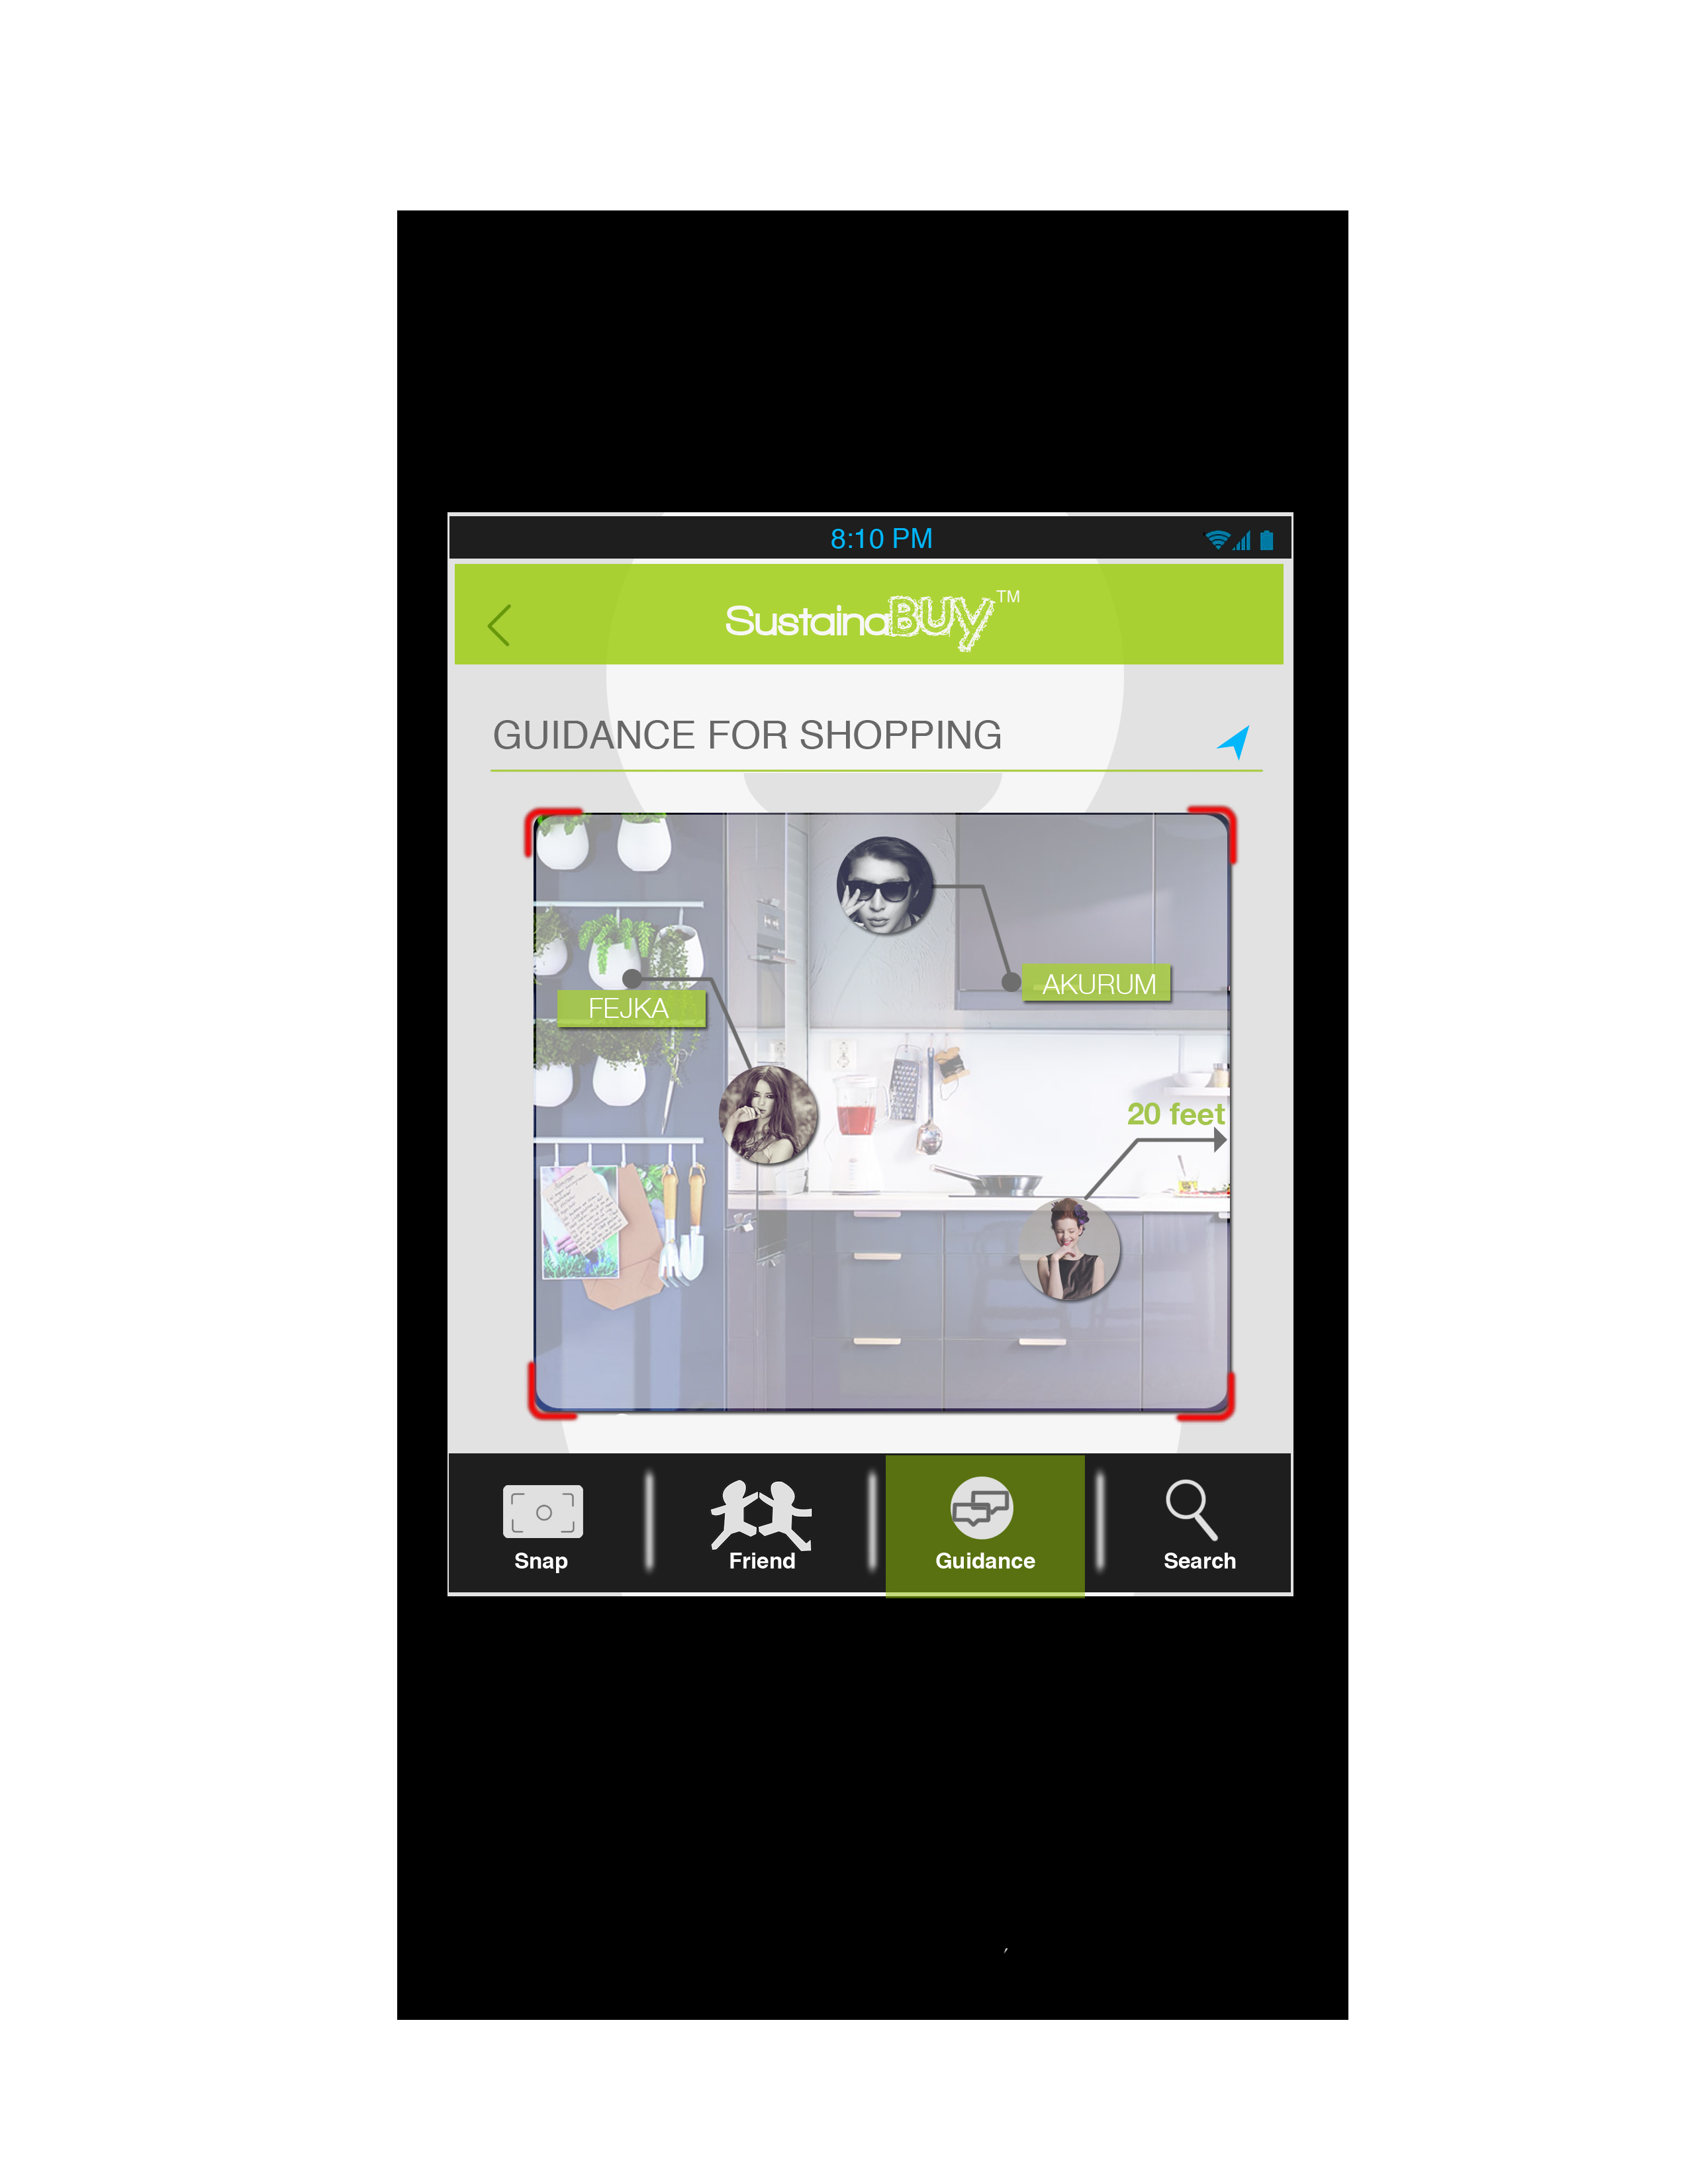 8:10 PM
SustainaBUY™
GUIDANCE FOR SHOPPING
AKURUM
FEJKA
20 feet
Snap
Friend
Guidance
Search